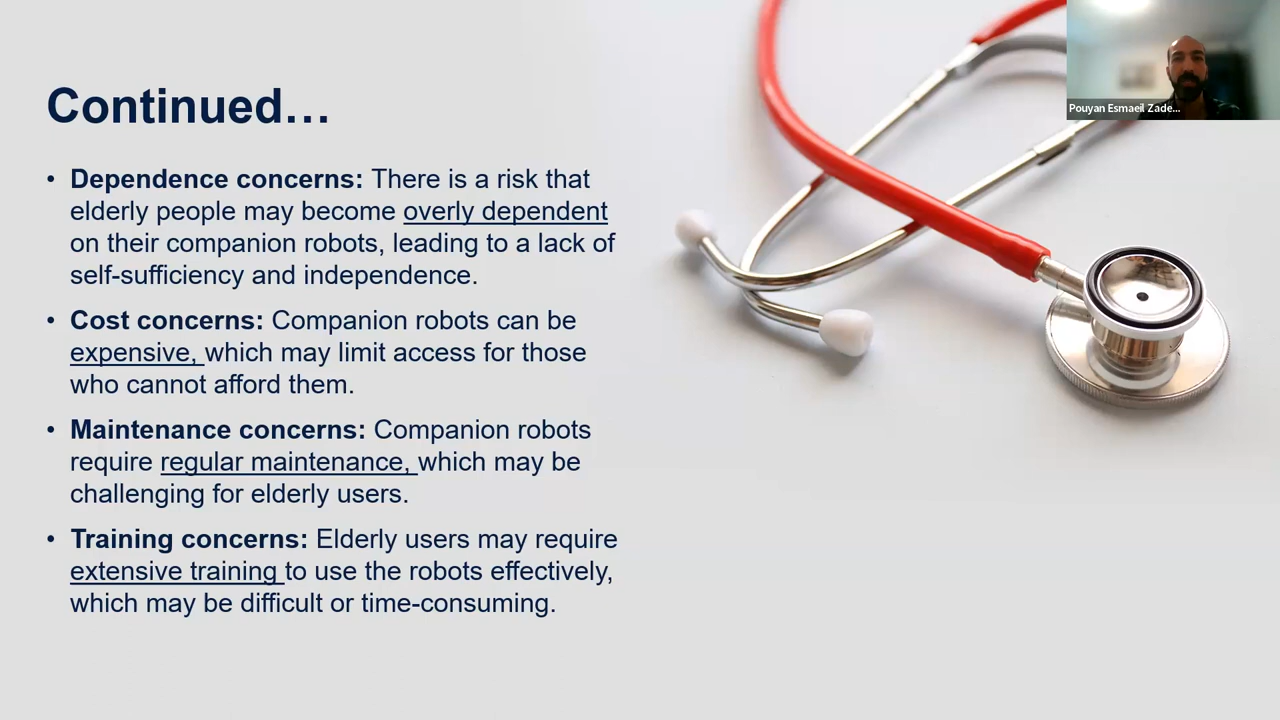 Continued…
• Dependence concerns: There is a risk that
elderly people may become overly dependent
on their companion robots, leading to a lack of
self-sufficiency and independence.
• Cost concerns: Companion robots can be
expensive, which may limit access for those
who cannot afford them.
• Maintenance concerns: Companion robots
require regular maintenance, which may be
challenging for elderly users.
• Training concerns: Elderly users may require
extensive training to use the robots effectively,
which may be difficult or time-consuming.
Pouyan Esmaeil Zade...